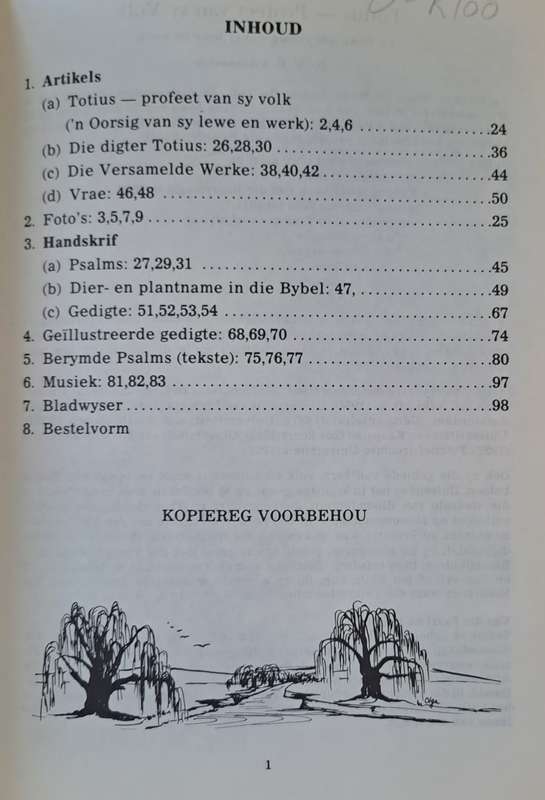 INHOUD
1. Artikels
(a) Totius — profeet van sy volk
('n Oorsig van sy lewe en werk): 2,4,6 ................... 24
(b) Die digter Totius: 26,28,30 ................... 36
(c) Die Versamelde Werke: 38,40,42 ................... 44
(d) Vrae: 46,48 ................... 50
2. Foto's: 3,5,7,9 ................... 25
3. Handskrif
(a) Psalms: 27,29,31 ................... 45
(b) Dier- en plantname in die Bybel: 47, ................... 49
(c) Gedigte: 51,52,53,54 ................... 67
4. Geïllustreerde gedigte: 68,69,70 ................... 74
5. Berymde Psalms (tekste): 75,76,77 ................... 80
6. Musiek: 81,82,83 ................... 97
7. Bladwyser ................... 98
8. Bestelvorm
KOPIEREG VOORBEHOU
1